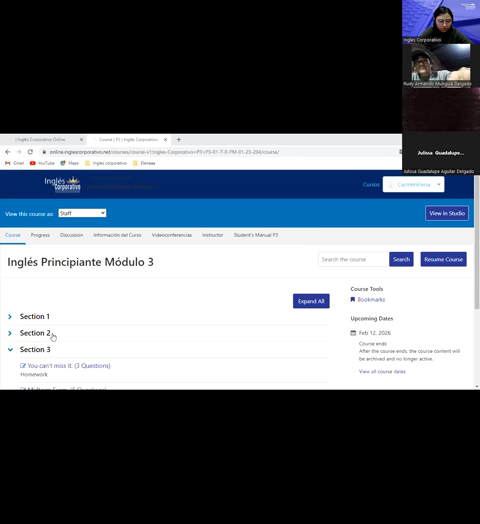 Inglés Corporativo
Rudy Armando Munguia Delgado
Julissa Guadalupe...
Julissa Guadalupe Aguilar Delgado
| Inglés Corporativo Online
Course | P3 | Inglés Corporativo
online.inglescorporativo.net/courses/course-v1:Ingles-Corporativo+P3+P3-01-T-8-PM-01-23-204/course/
Gmail YouTube Maps Ingles corporativo Eleneas
Inglés Corporativo
Cursos
View this course as:
Staff
View in Studio
Course Progress Discussion Información del Curso Videoconferencias Instructor Student's Manual P3
Inglés Principiante Módulo 3
Search the course
Search
Resume Course
Expand All
Section 1
Section 2
Section 3
You can't miss it. (3 Questions)
Homework
Course Tools
Bookmarks
Upcoming Dates
Feb 12, 2026
Course ends
After the course ends, the course content will be archived and no longer active.
View all course dates